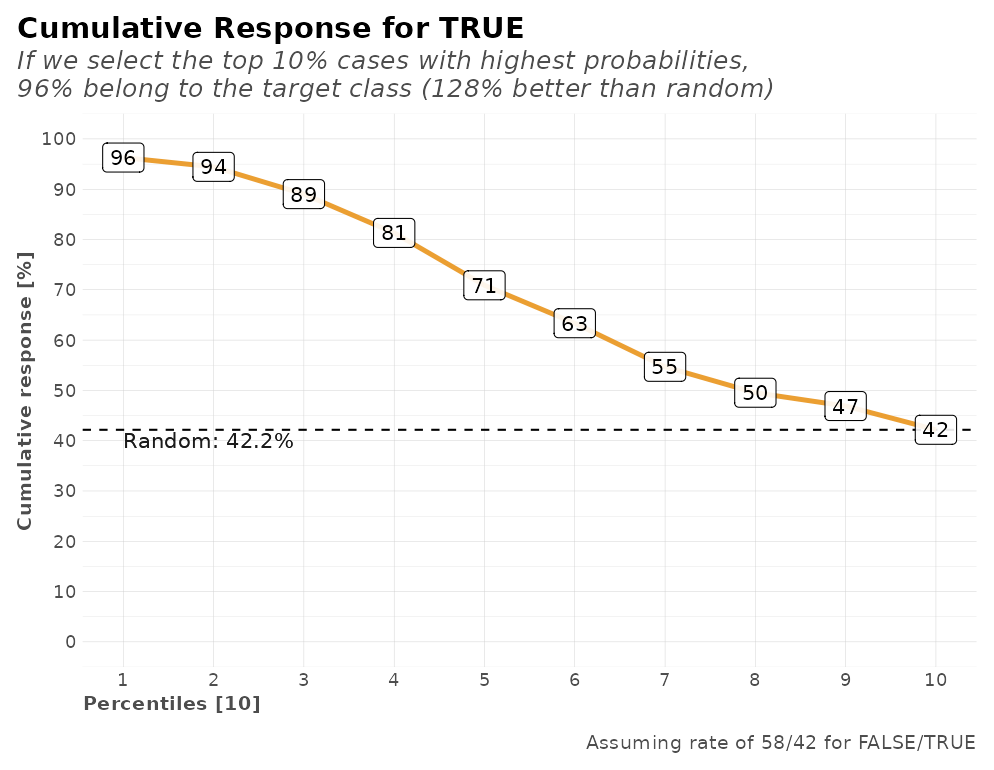 Cumulative Response for TRUE
If we select the top 10% cases with highest probabilities,
96% belong to the target class (128% better than random)
Cumulative response [%]
100
90
80
70
60
50
40
30
20
10
0
96
94
89
81
71
63
55
50
47
42
Random: 42.2%
1 2 3 4 5 6 7 8 9 10
Percentiles [10]
Assuming rate of 58/42 for FALSE/TRUE